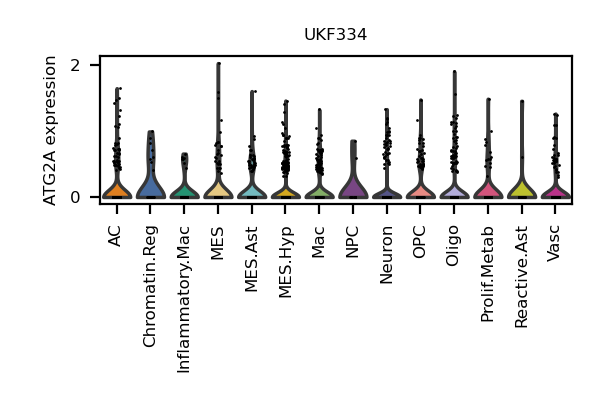 UKF334
ATG2A expression
2
0
AC
Chromatin.Reg
Inflammatory.Mac
MES
MES.Ast
MES.Hyp
Mac
NPC
Neuron
OPC
Oligo
Prolif.Metab
Reactive.Ast
Vasc